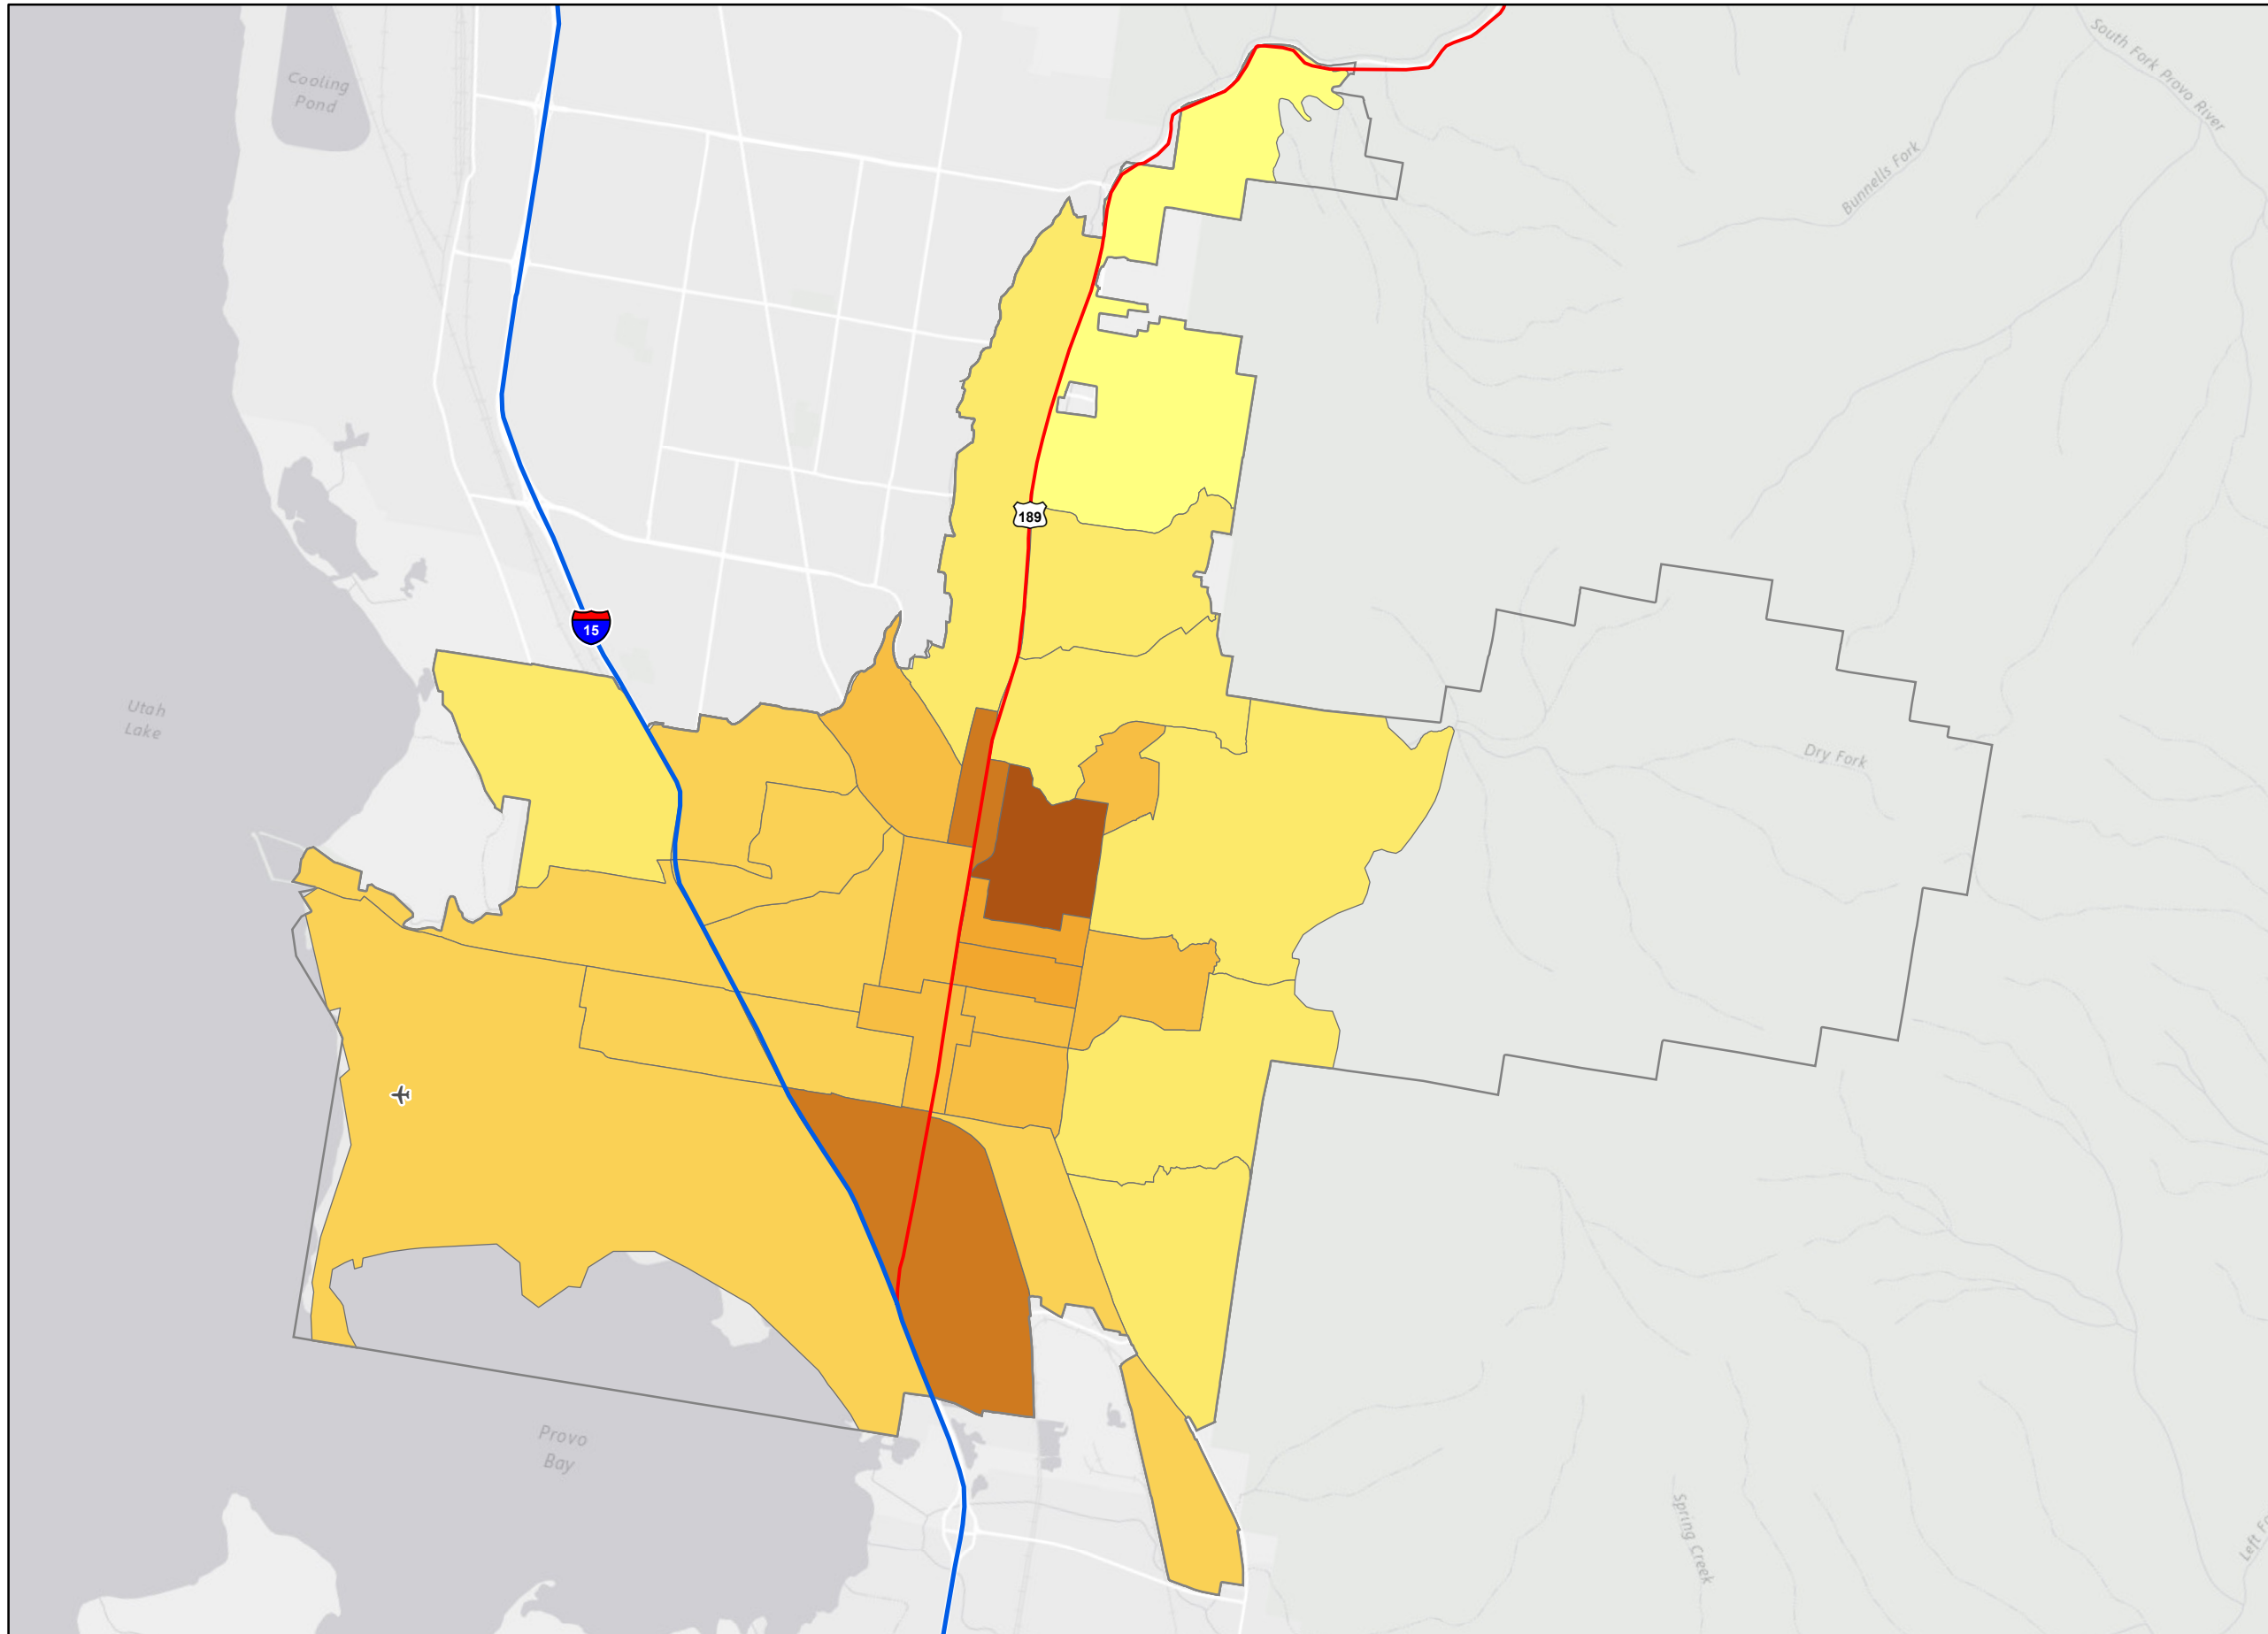 Cooling
Pond
South Fork Provo River
Bunnells Fork
189
15
Utah
Lake
Dry Fork
Provo
Bay
Spring Creek
Left